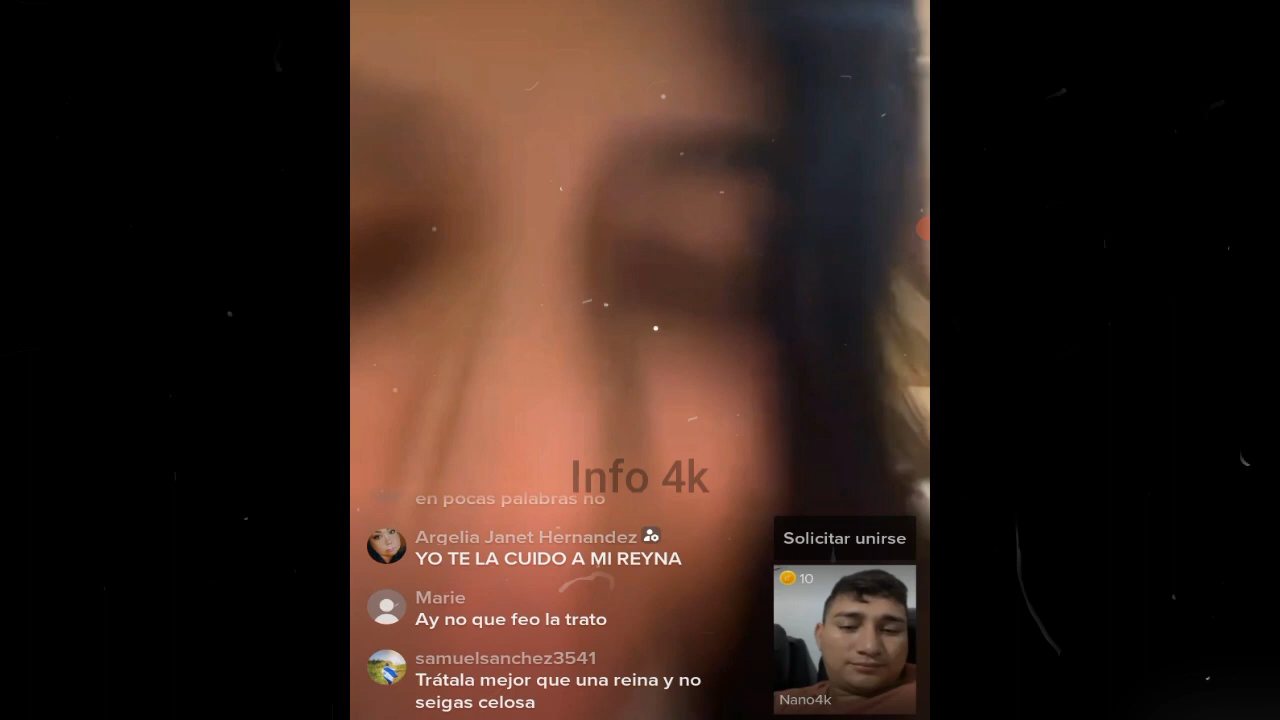 Info 4k
en pocas palabras no
Argelia Janet Hernandez
YO TE LA CUIDO A MI REYNA
Solicitar unirse
10
Marie
Ay no que feo la trato
samuelsanchez3541
Trátala mejor que una reina y no
seigas celosa
Nano4k